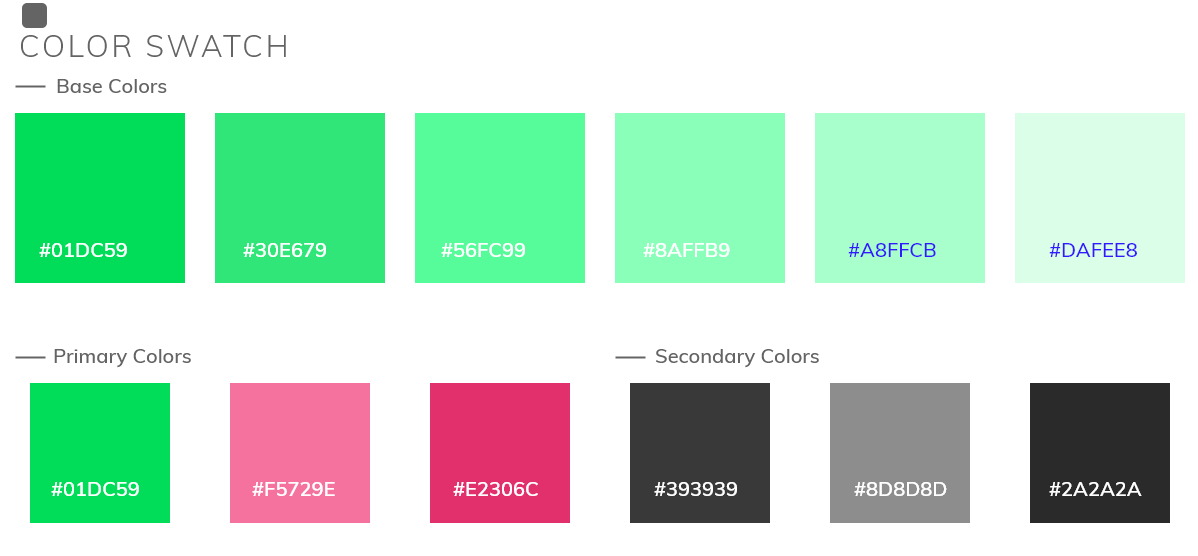 COLOR SWATCH
Base Colors
#01DC59 #30E679 #56FC99 #8AFFB9 #A8FFCB #DAFEE8
Primary Colors Secondary Colors
#01DC59 #F5729E #E2306C #393939 #8D8D8D #2A2A2A